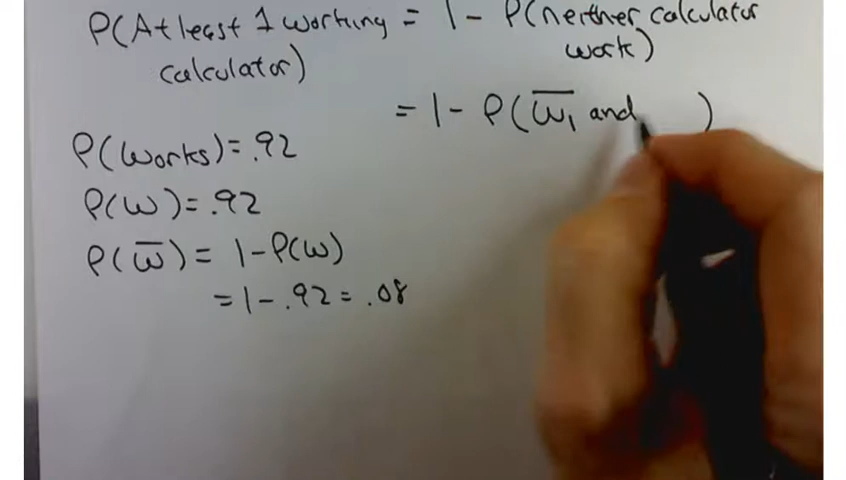 P(At least 1 working = 1 - P(neither calculator
calculator) work)
= 1 - P(w̅₁ and )
P(works) = .92
P(w) = .92
P(w̅) = 1 - P(w)
= 1 - .92 = .08